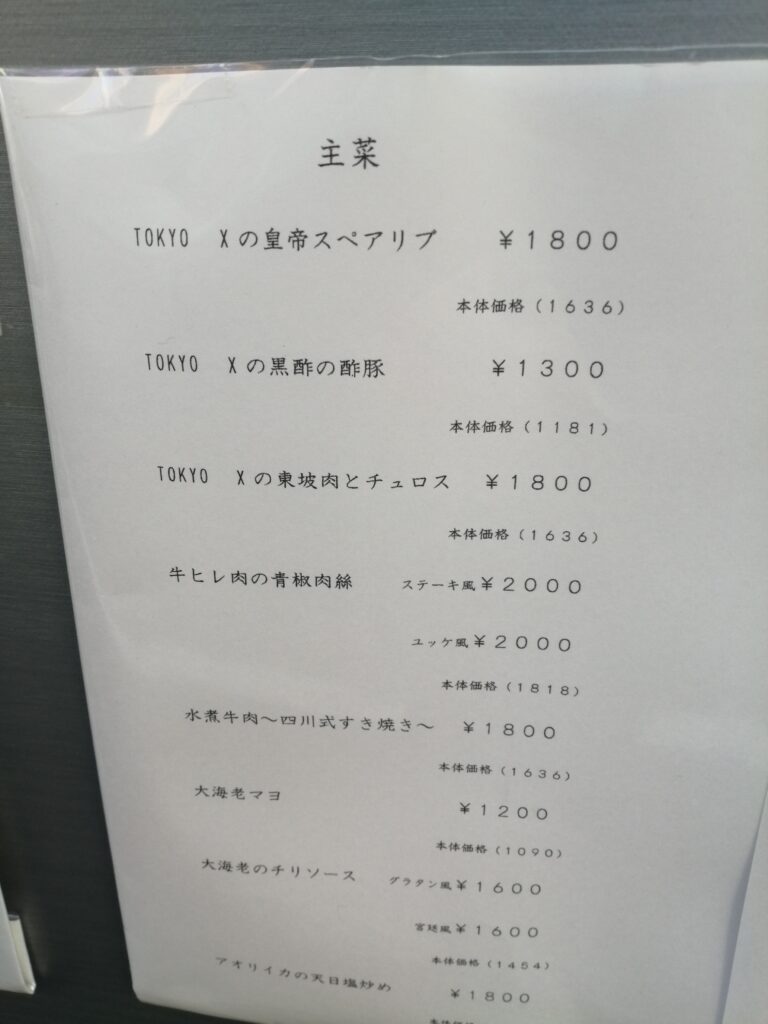 主菜
TOKYO Xの皇帝スペアリブ ￥１８００
本体価格（１６３６）
TOKYO Xの黒酢の酢豚 ￥１３００
本体価格（１１８１）
TOKYO Xの東坡肉とチュロス ￥１８００
本体価格（１６３６）
牛ヒレ肉の青椒肉絲 ステーキ風￥２０００
ユッケ風￥２０００
本体価格（１８１８）
水煮牛肉～四川式すき焼き～ ￥１８００
本体価格（１６３６）
大海老マヨ ￥１２００
本体価格（１０９０）
大海老のチリソース グラタン風￥１６００
宮廷風￥１６００
本体価格（１４５４）
アオリイカの天日塩炒め ￥１８００